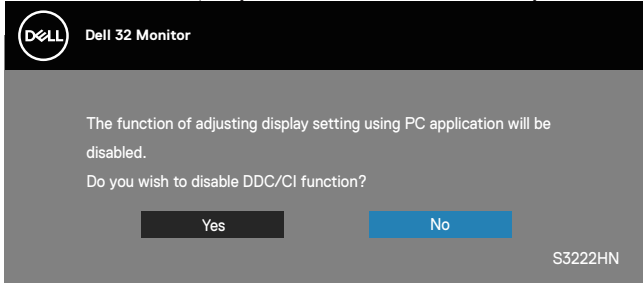 DELL
Dell 32 Monitor
The function of adjusting display setting using PC application will be
disabled.
Do you wish to disable DDC/CI function?
Yes
No
S3222HN